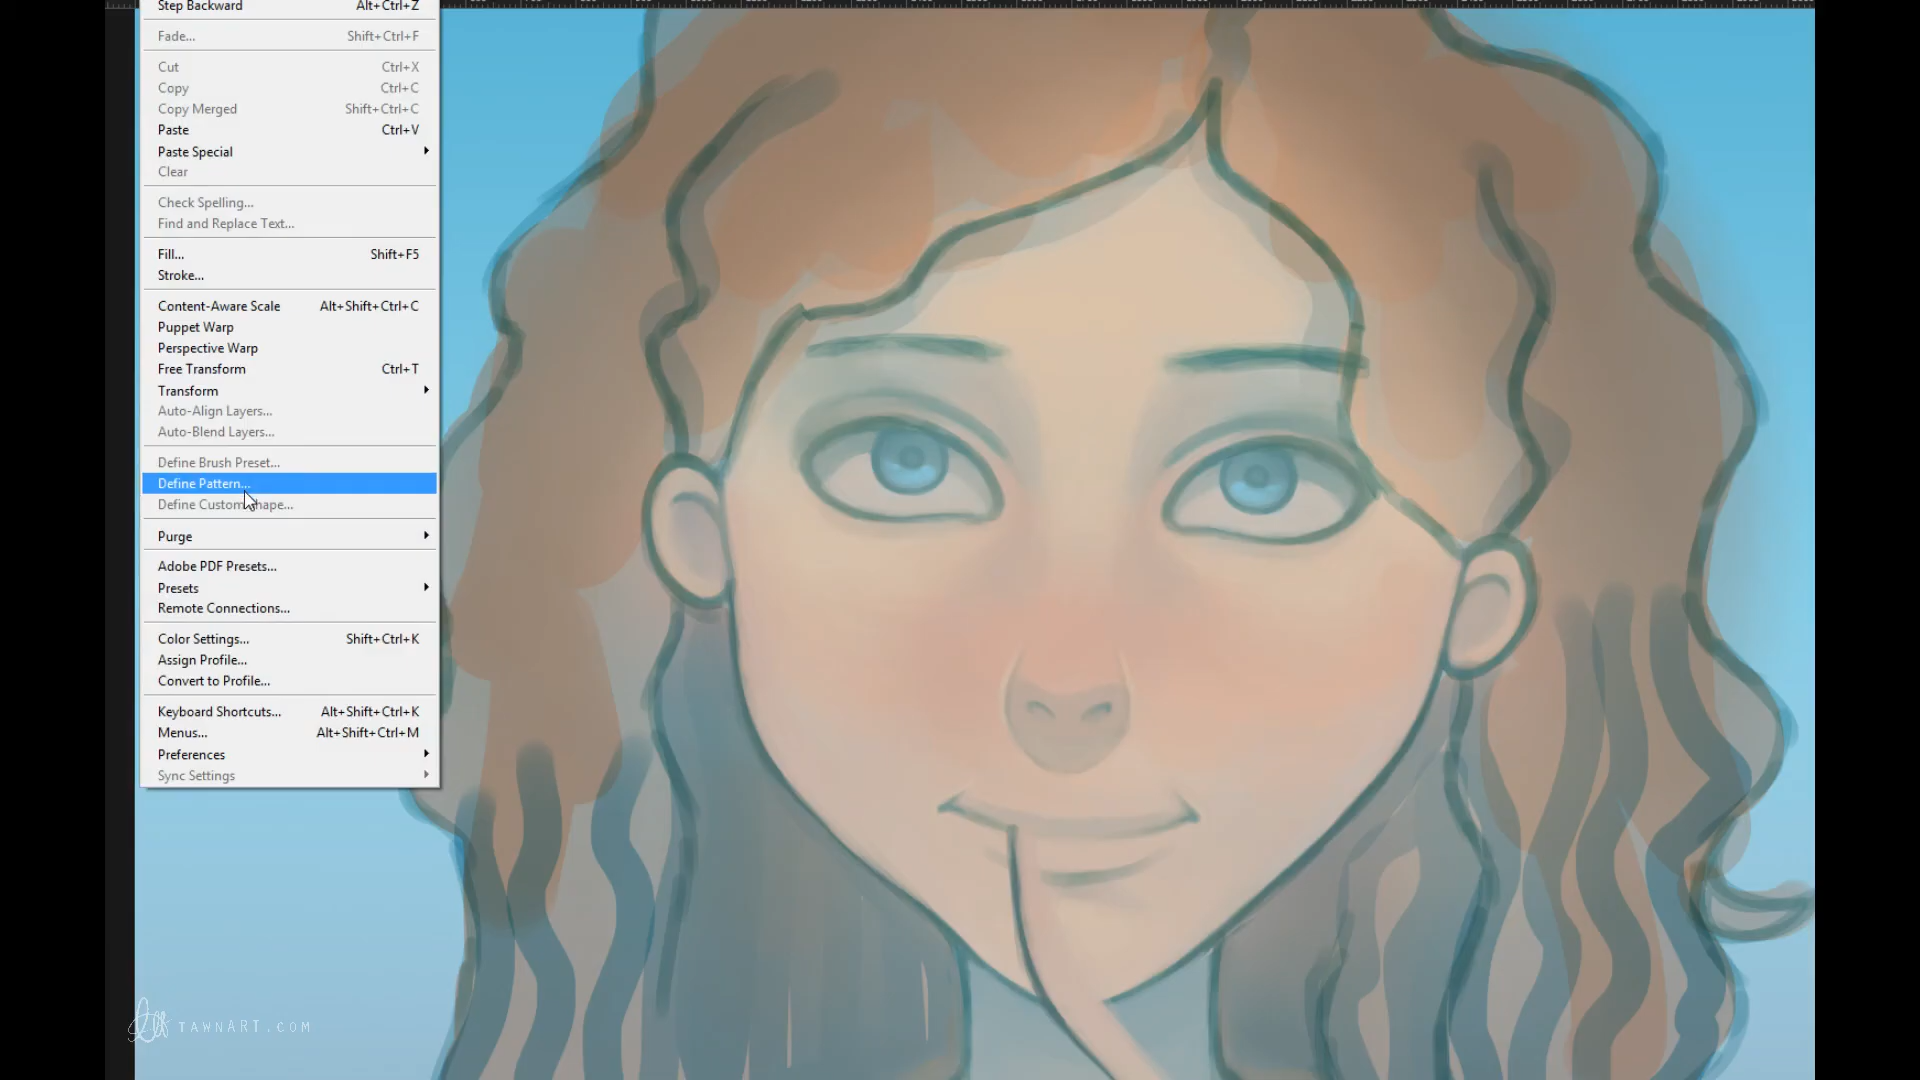 Step Backward Alt+Ctrl+Z
Fade... Shift+Ctrl+F
Cut Ctrl+X
Copy Ctrl+C
Copy Merged Shift+Ctrl+C
Paste Ctrl+V
Paste Special
Clear
Check Spelling...
Find and Replace Text...
Fill... Shift+F5
Stroke...
Content-Aware Scale Alt+Shift+Ctrl+C
Puppet Warp
Perspective Warp
Free Transform Ctrl+T
Transform
Auto-Align Layers...
Auto-Blend Layers...
Define Brush Preset...
Define Pattern...
Define Custom Shape...
Purge
Adobe PDF Presets...
Presets
Remote Connections...
Color Settings... Shift+Ctrl+K
Assign Profile...
Convert to Profile...
Keyboard Shortcuts... Alt+Shift+Ctrl+K
Menus... Alt+Shift+Ctrl+M
Preferences
Sync Settings
TAWNART.COM